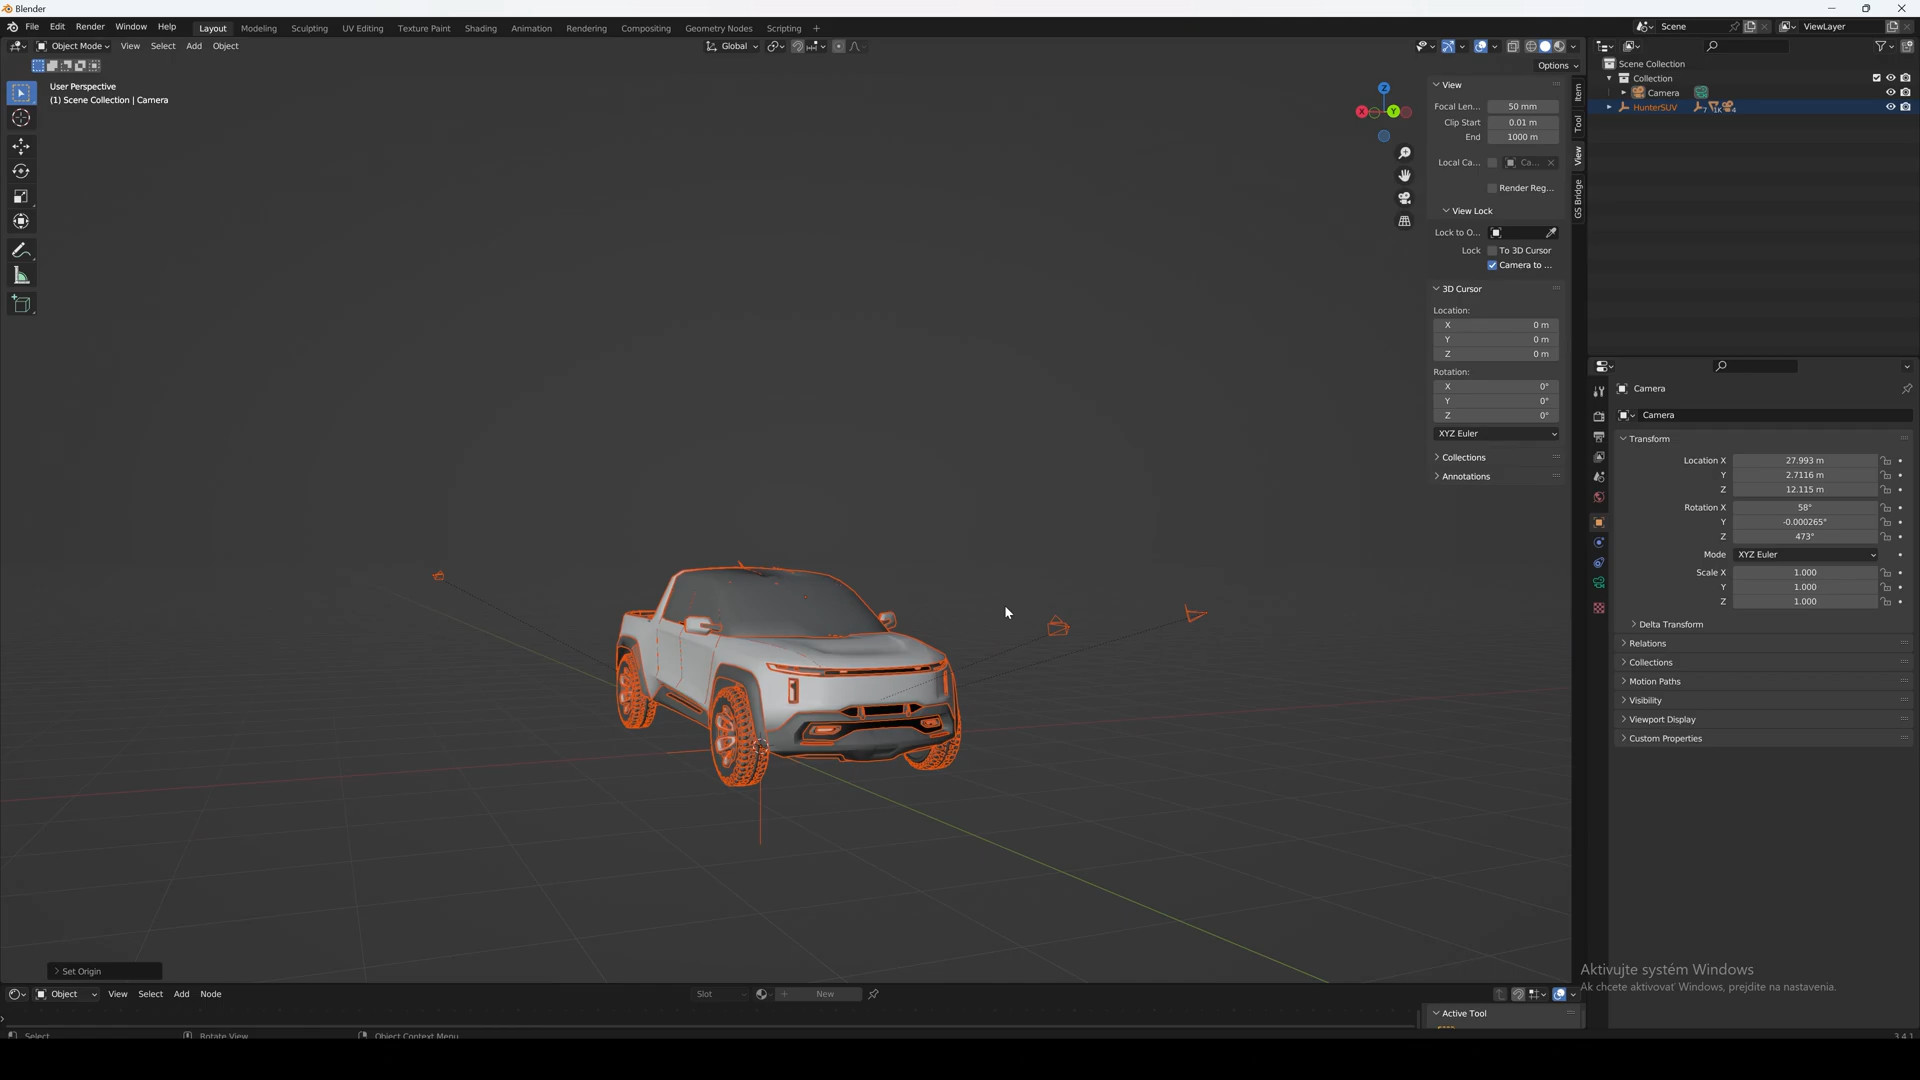 Blender
File Edit Render Window Help Layout Modeling Sculpting UV Editing Texture Paint Shading Animation Rendering Compositing Geometry Nodes Scripting + Scene ViewLayer
Object Mode View Select Add Object Global
Options
User Perspective
(1) Scene Collection | Camera
Scene Collection
Collection
Camera
HunterSUV
View
Focal Len... 50 mm
Clip Start 0.01 m
End 1000 m
Local Ca... Ca...
Render Reg...
View Lock
Lock to O...
Lock To 3D Cursor
Camera to ...
3D Cursor
Location:
X 0 m
Y 0 m
Z 0 m
Rotation:
X 0°
Y 0°
Z 0°
XYZ Euler
Collections
Annotations
Item
Tool
View
GS Bridge
X
Y
Z
Camera
Camera
Transform
Location X 27.993 m
Y 2.7116 m
Z 12.115 m
Rotation X 58°
Y -0.000265°
Z 473°
Mode XYZ Euler
Scale X 1.000
Y 1.000
Z 1.000
Delta Transform
Relations
Collections
Motion Paths
Visibility
Viewport Display
Custom Properties
Aktivujte systém Windows
Ak chcete aktivovať Windows, prejdite na nastavenia.
Set Origin
Object View Select Add Node Slot New
Active Tool
Select Rotate View Object Context Menu 3.4.1